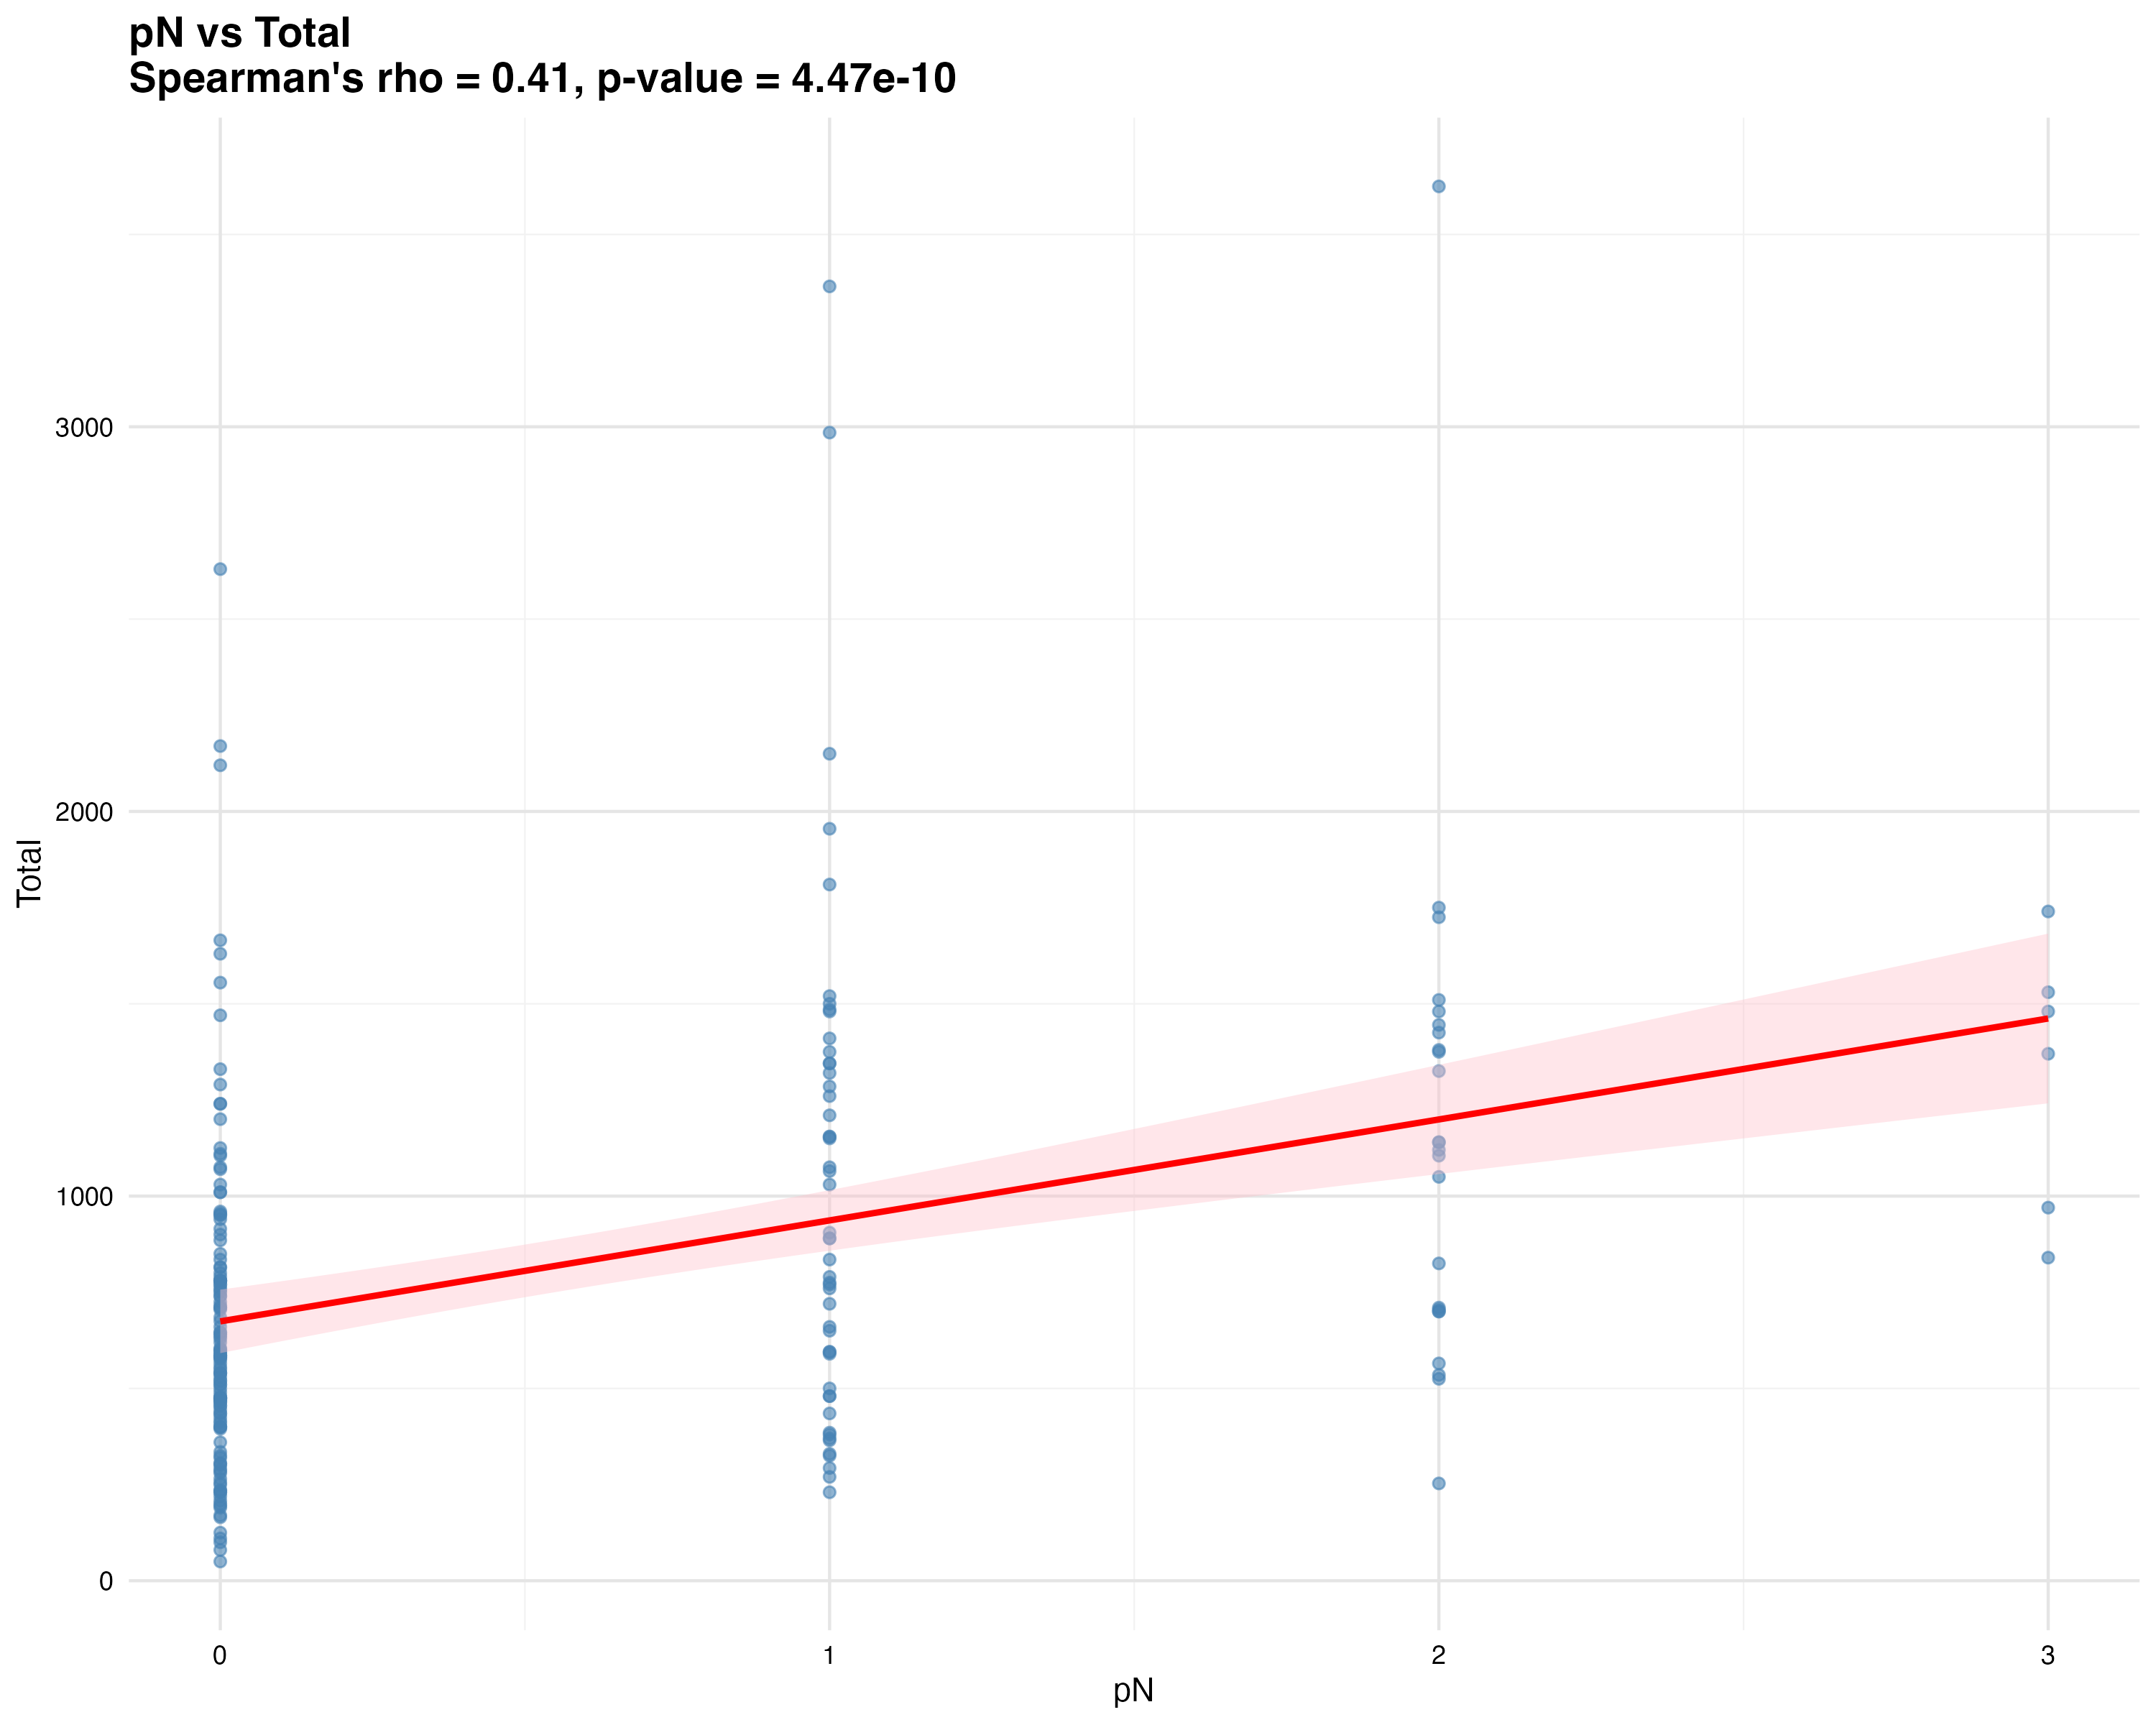 pN vs Total
Spearman's rho = 0.41, p-value = 4.47e-10
3000
2000
1000
0
Total
0 1 2 3
pN